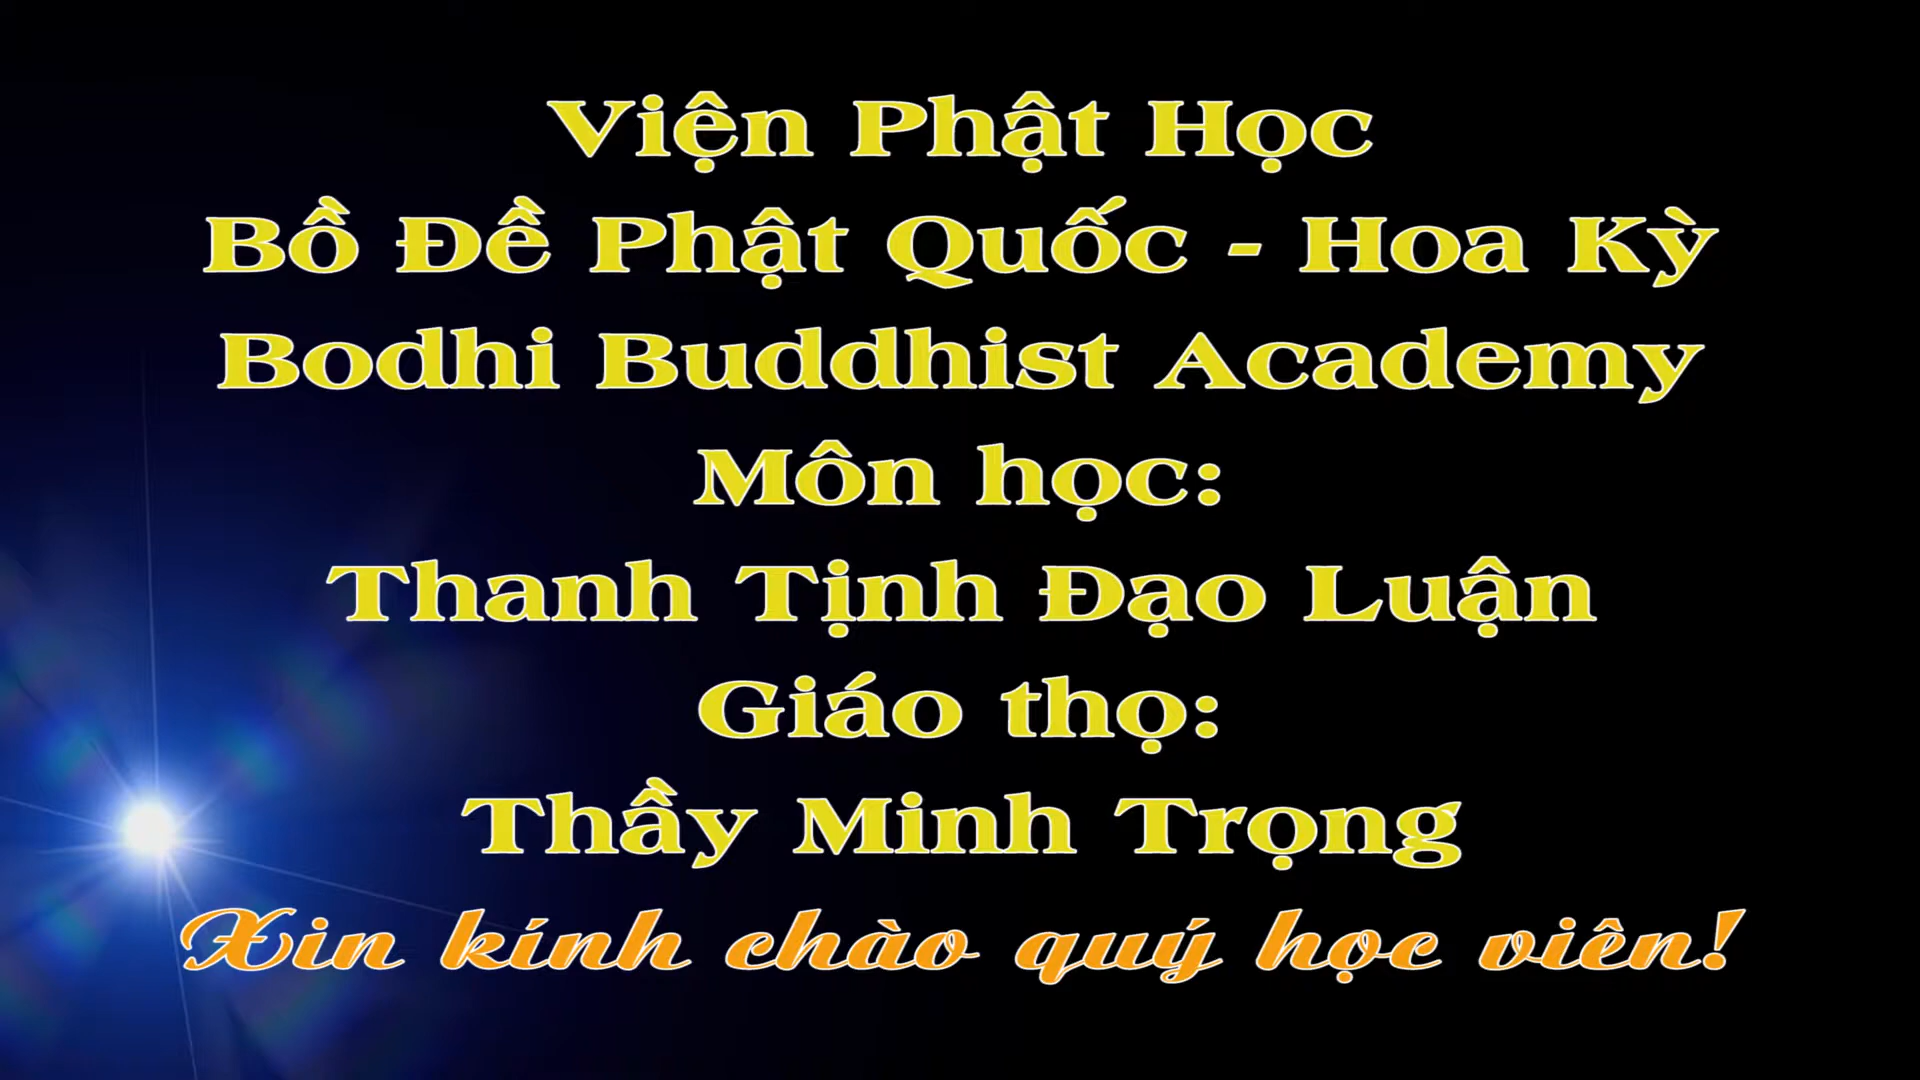 Viện Phật Học
Bồ Đề Phật Quốc - Hoa Kỳ
Bodhi Buddhist Academy
Môn học:
Thanh Tịnh Đạo Luận
Giáo thọ:
Thầy Minh Trọng
Xin kính chào quý học viên!